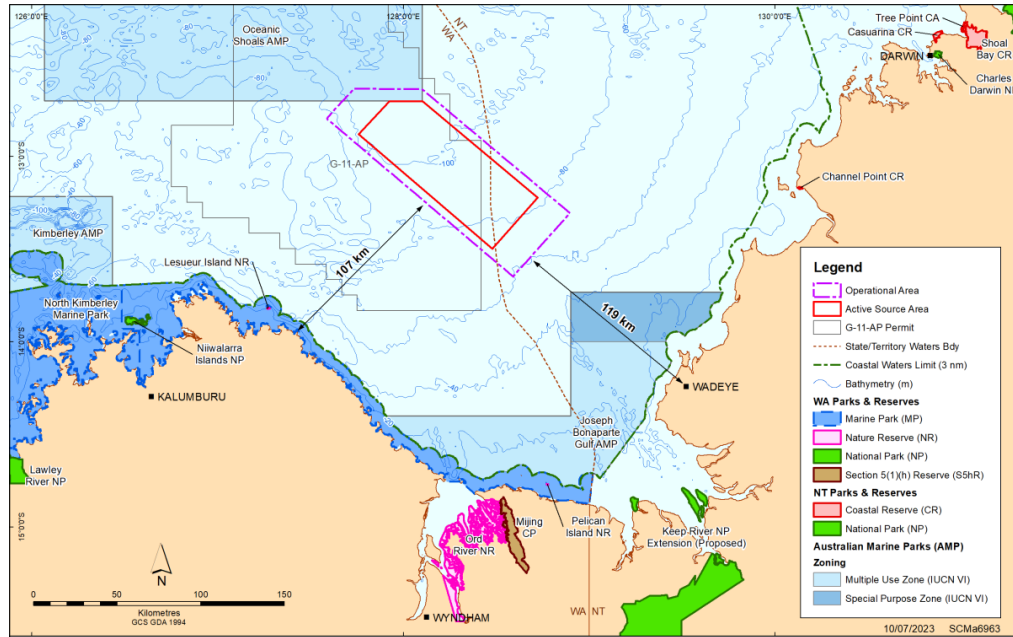 126°0'0"E
128°0'0"E
130°0'0"E
NT
WA
Oceanic
Shoals AMP
Tree Point CA
Casuarina CR
DARWIN
Shoal
Bay CR
Charles
Darwin NP
13°0'0"S
G-11-AP
-100
-80
Channel Point CR
Kimberley AMP
Lesueur Island NR
107 km
North Kimberley
Marine Park
Niiwalarra
Islands NP
14°0'0"S
119 km
WADEYE
KALUMBURU
Joseph
Bonaparte
Gulf AMP
Lawley
River NP
15°0'0"S
Ord
River NR
Mijing
CP
Pelican
Island NR
Keep River NP
Extension (Proposed)
N
0 50 100 150
Kilometres
GCS GDA 1994
WYNDHAM
WA NT
Legend
Operational Area
Active Source Area
G-11-AP Permit
State/Territory Waters Bdy
Coastal Waters Limit (3 nm)
Bathymetry (m)
WA Parks & Reserves
Marine Park (MP)
Nature Reserve (NR)
National Park (NP)
Section 5(1)(h) Reserve (S5hR)
NT Parks & Reserves
Coastal Reserve (CR)
National Park (NP)
Australian Marine Parks (AMP)
Zoning
Multiple Use Zone (IUCN VI)
Special Purpose Zone (IUCN VI)
10/07/2023 SCMa6963